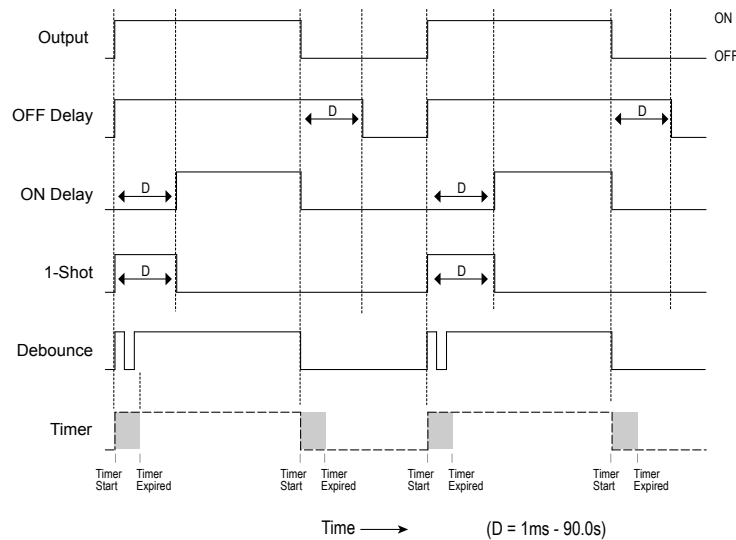 Output
ON
OFF
OFF Delay
D
D
ON Delay
D
D
1-Shot
D
D
Debounce
Timer
Timer Start
Timer Expired
Timer Start
Timer Expired
Timer Start
Timer Expired
Timer Start
Timer Expired
Time
(D = 1ms - 90.0s)